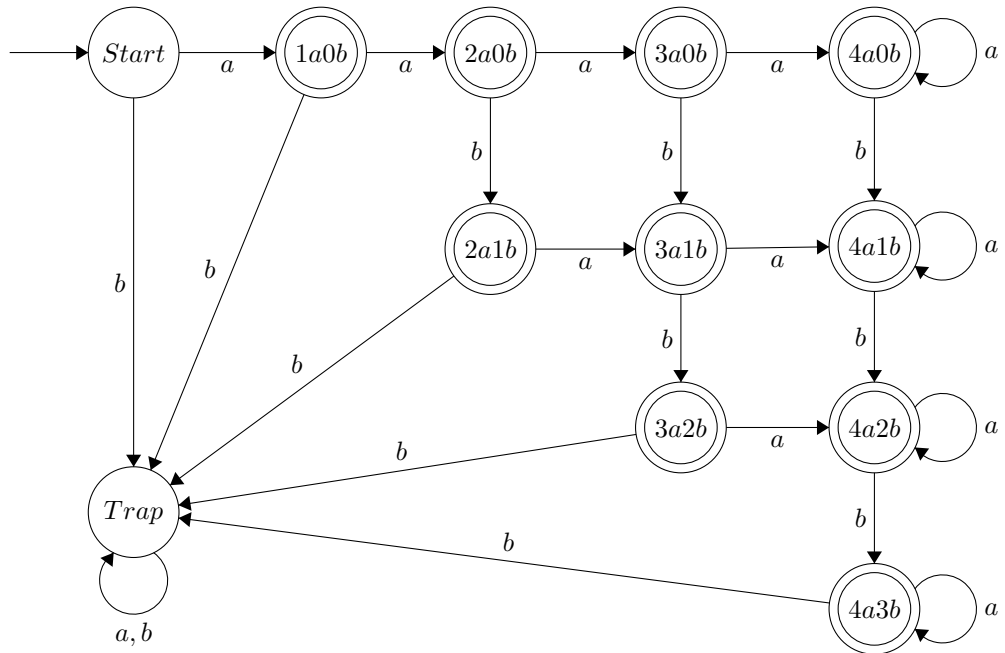 Start a 1a0b a 2a0b a 3a0b a 4a0b a
b b b b b
2a1b a 3a1b a 4a1b a
b b b
3a2b a 4a2b a
b b
Trap
b 4a3b a
a, b